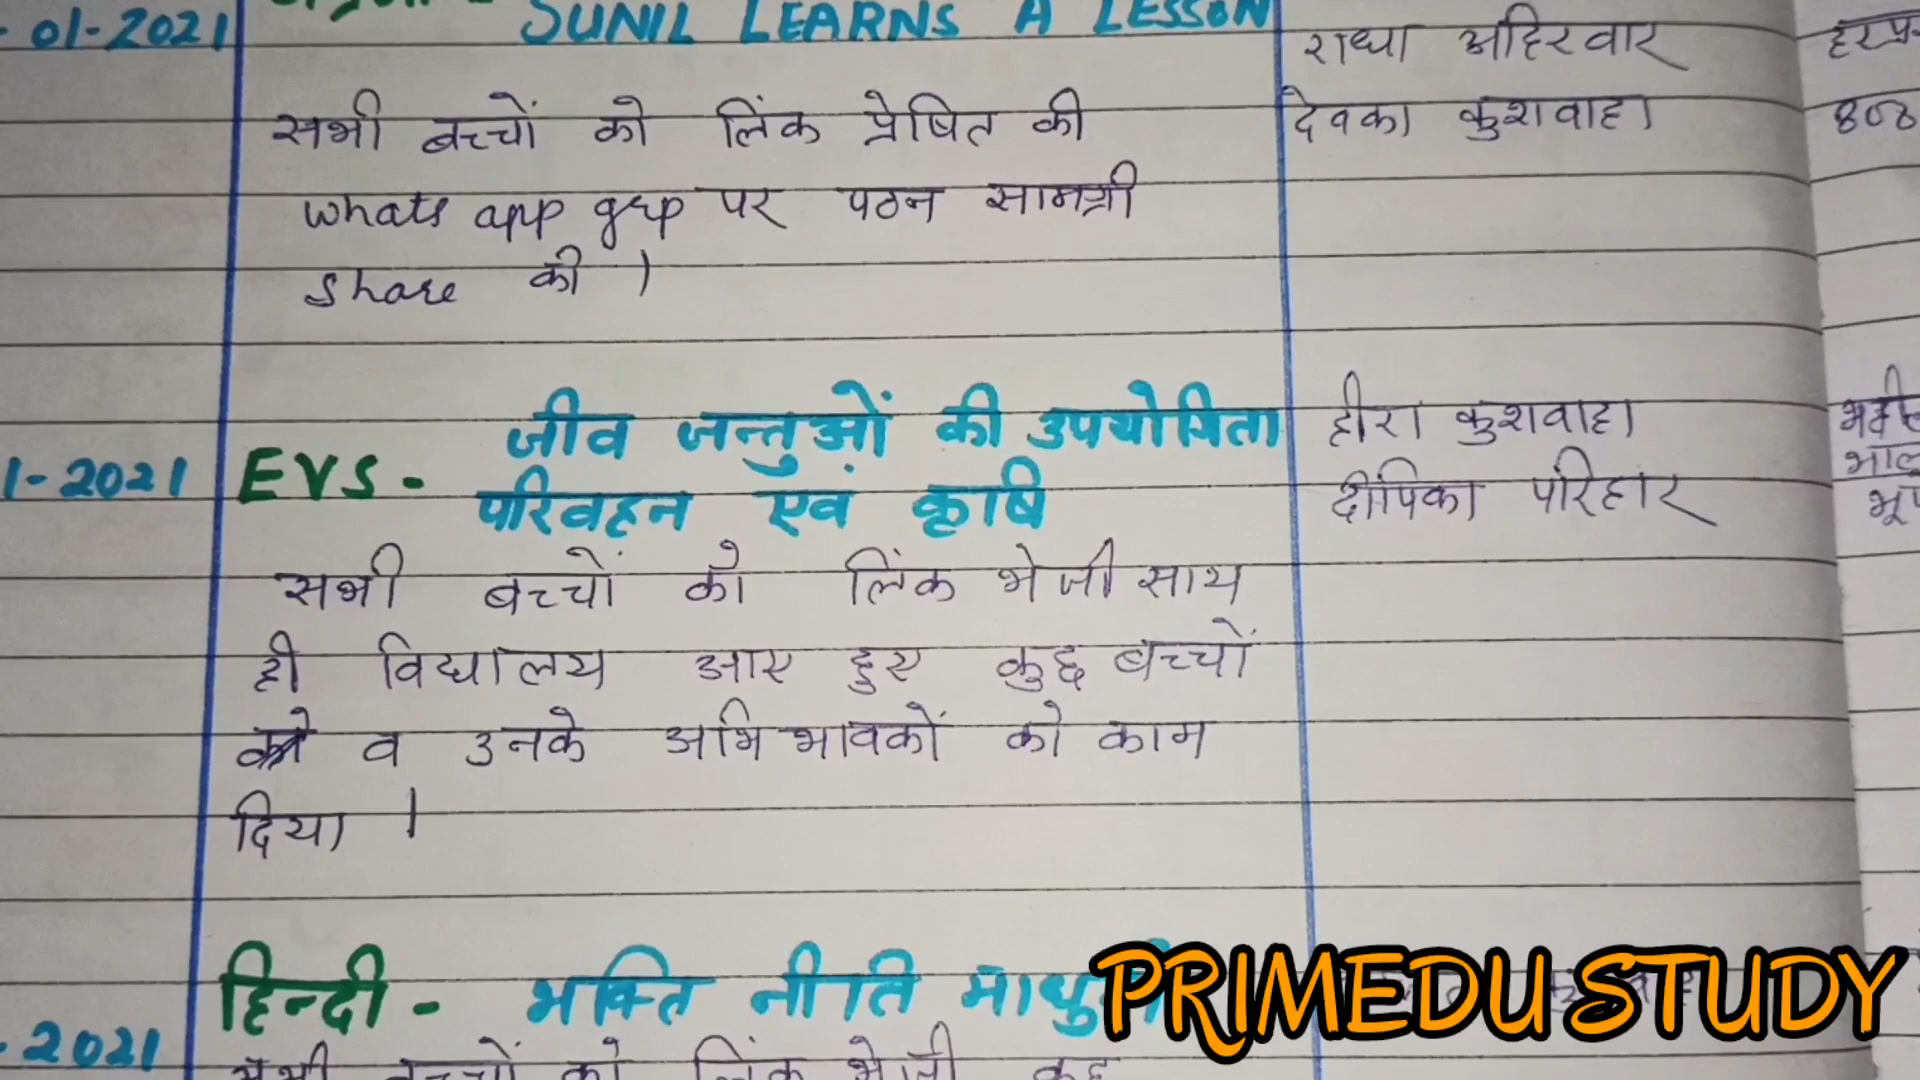 -01-2021 SUNIL LEARNS A LESSON
राधा अहिरवार
सभी बच्चों को लिंक प्रेषित की देवका कुशवाहा
whats app grp पर पठन सामग्री
share की ।
जीव जन्तुओं की उपयोगिता हीरा कुशवाहा
1-2021 EVS - परिवहन एवं कृषि दीपिका परिहार
सभी बच्चों को लिंक भेजी साथ
ही विद्यालय आए हुए कुछ बच्चों
को व उनके अभिभावकों को काम
दिया ।
हिन्दी - भक्ति नीति
PRIMEDU STUDY
2021 सभी बच्चों को लिंक भेजी